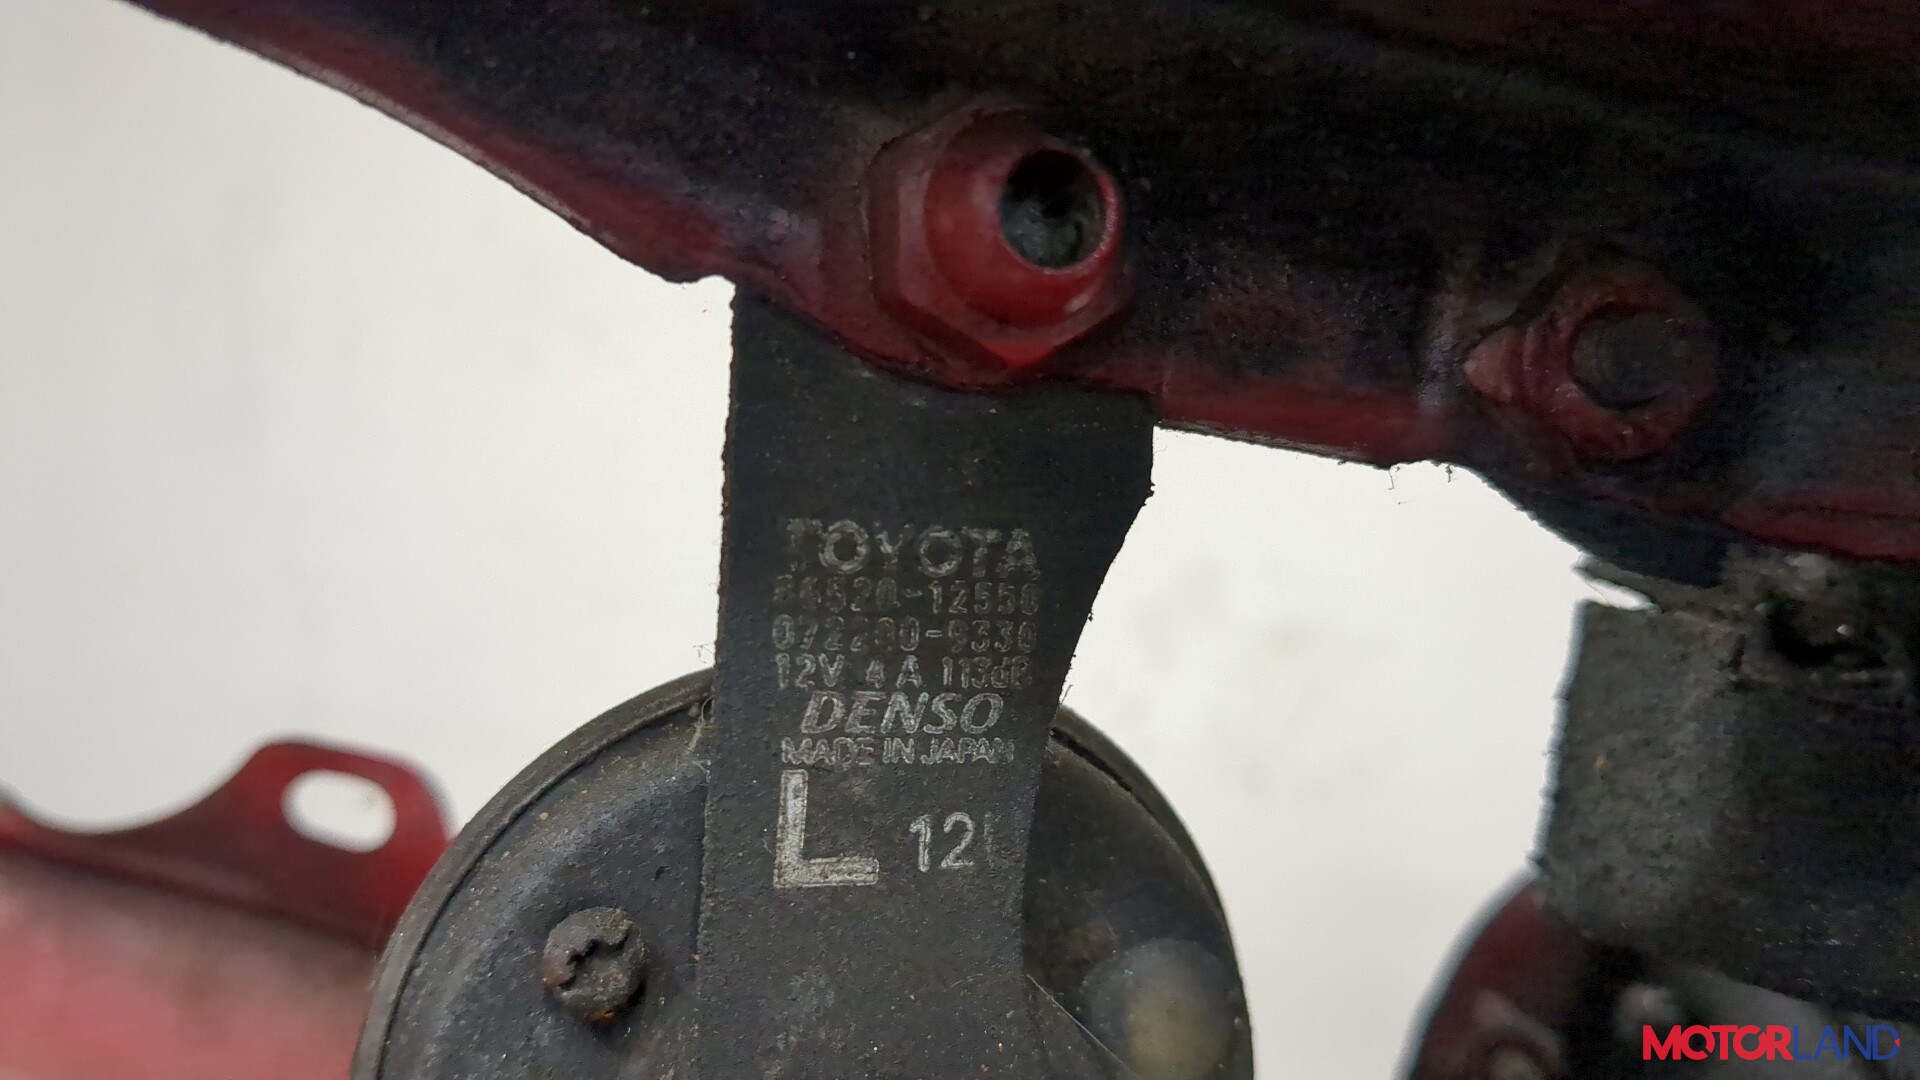 TOYOTA
86520-12550
072200-9330
12V 4A 113dB
DENSO
MADE IN JAPAN
L 12
MOTORLAND